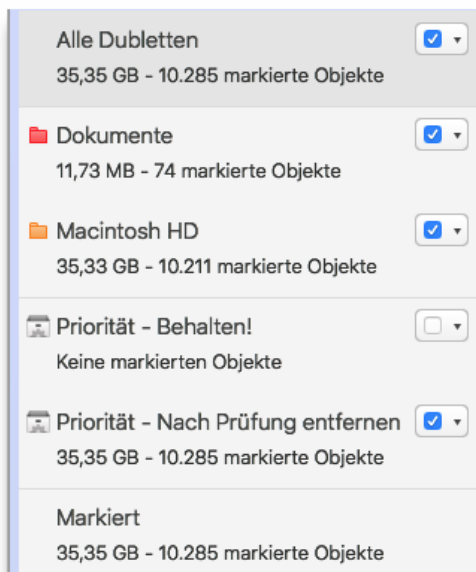 Alle Dubletten
35,35 GB - 10.285 markierte Objekte
Dokumente
11,73 MB - 74 markierte Objekte
Macintosh HD
35,33 GB - 10.211 markierte Objekte
Priorität - Behalten!
Keine markierten Objekte
Priorität - Nach Prüfung entfernen
35,35 GB - 10.285 markierte Objekte
Markiert
35,35 GB - 10.285 markierte Objekte